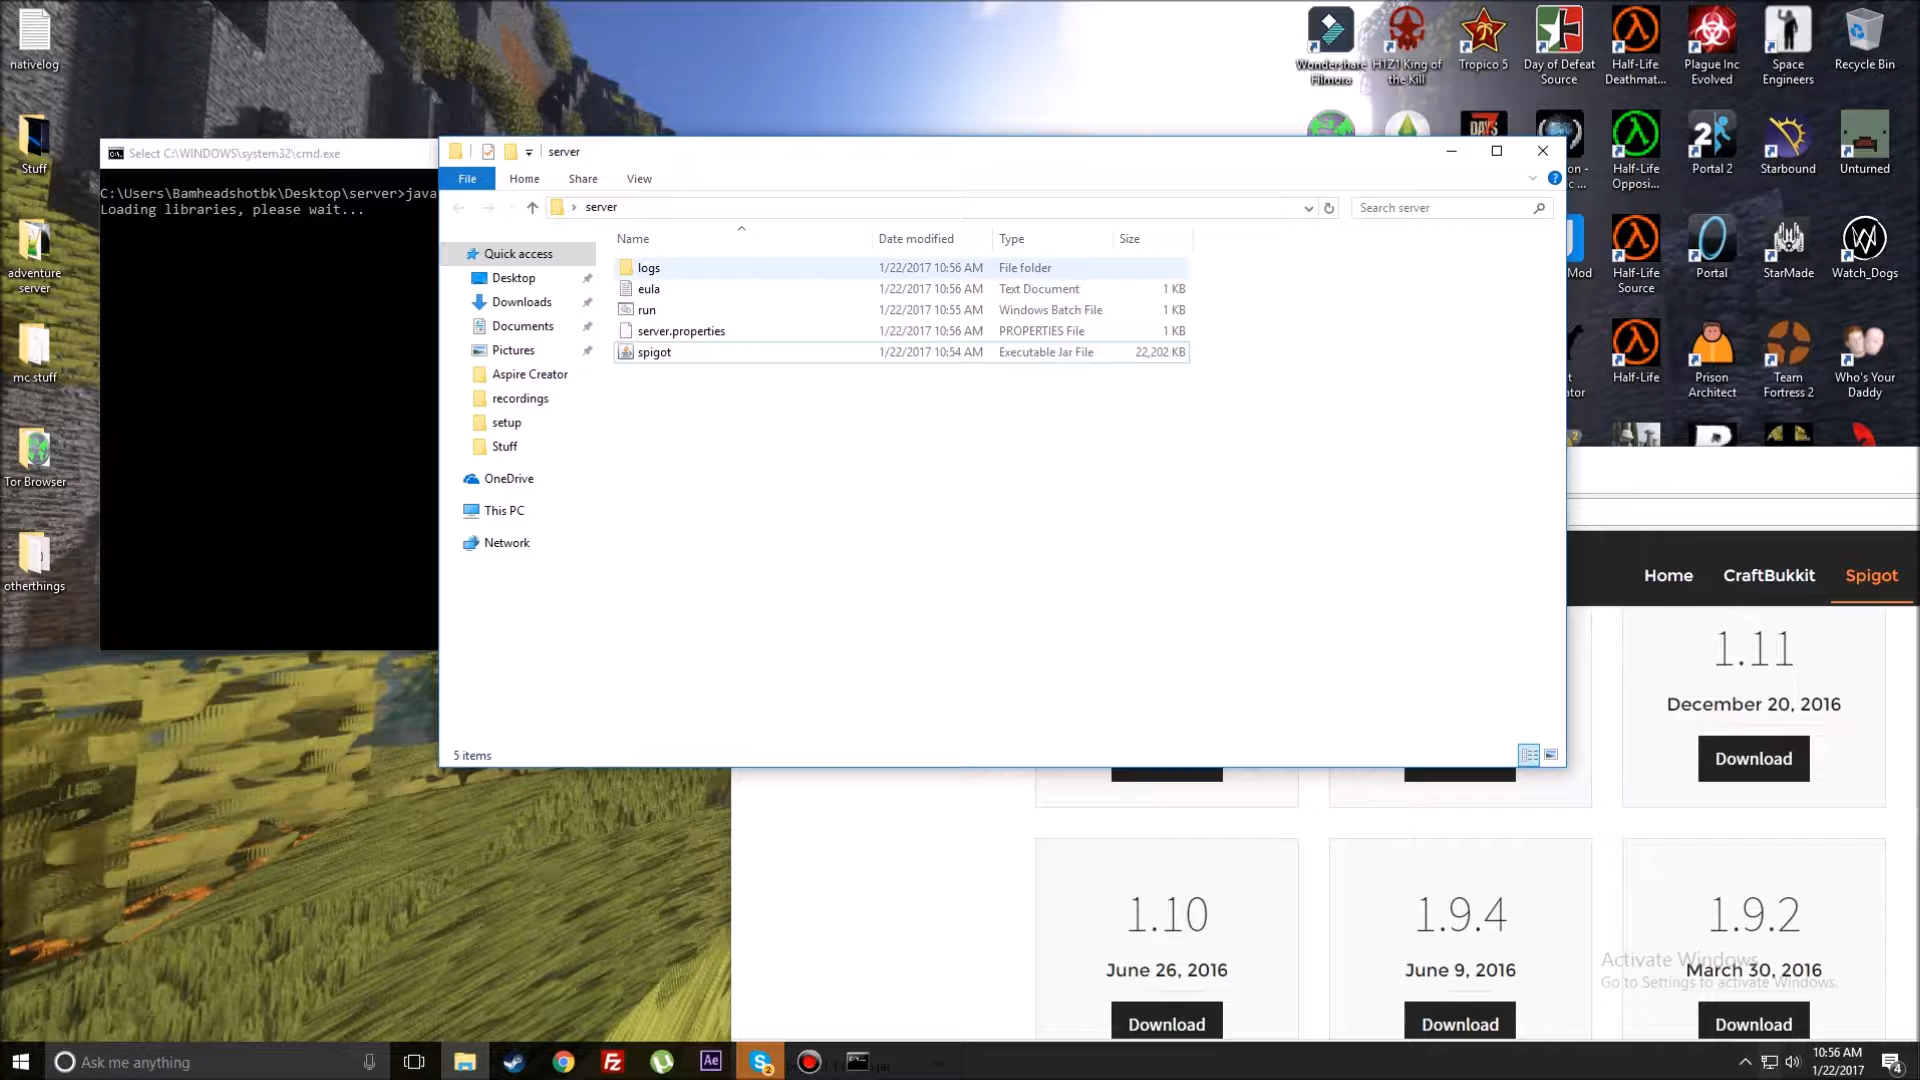 nativelog
Stuff
adventure
server
mc stuff
Tor Browser
otherthings
Wondershare
Filmora
H1Z1 King of
the Kill
Tropico 5
Day of Defeat
Source
Half-Life
Deathmat...
Plague Inc
Evolved
Space
Engineers
Recycle Bin
Half-Life
Opposi...
Portal 2
Starbound
Unturned
Mod
Half-Life
Source
Portal
StarMade
Watch_Dogs
Half-Life
Prison
Architect
Team
Fortress 2
Who's Your
Daddy
Select C:\WINDOWS\system32\cmd.exe
C:\Users\Bamheadshotbk\Desktop\server>java
Loading libraries, please wait...
server
File
Home
Share
View
server
Search server
Name
Date modified
Type
Size
Quick access
Desktop
Downloads
Documents
Pictures
Aspire Creator
recordings
setup
Stuff
OneDrive
This PC
Network
logs 1/22/2017 10:56 AM File folder
eula 1/22/2017 10:56 AM Text Document 1 KB
run 1/22/2017 10:55 AM Windows Batch File 1 KB
server.properties 1/22/2017 10:56 AM PROPERTIES File 1 KB
spigot 1/22/2017 10:54 AM Executable Jar File 22,202 KB
5 items
Home CraftBukkit Spigot
1.11
December 20, 2016
Download
1.10
June 26, 2016
Download
1.9.4
June 9, 2016
Download
1.9.2
March 30, 2016
Download
Activate Windows
Go to Settings to activate Windows.
Ask me anything
10:56 AM
1/22/2017